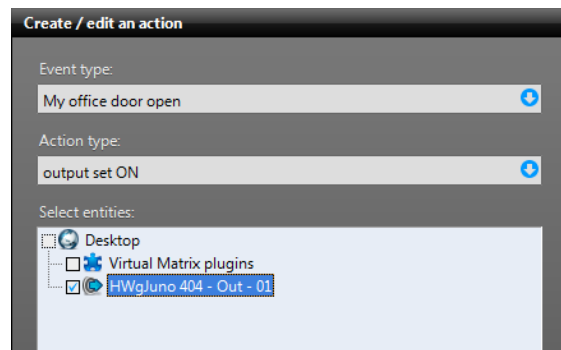 Create / edit an action
Event type:
My office door open
Action type:
output set ON
Select entities:
Desktop
Virtual Matrix plugins
HWgJuno 404 - Out - 01